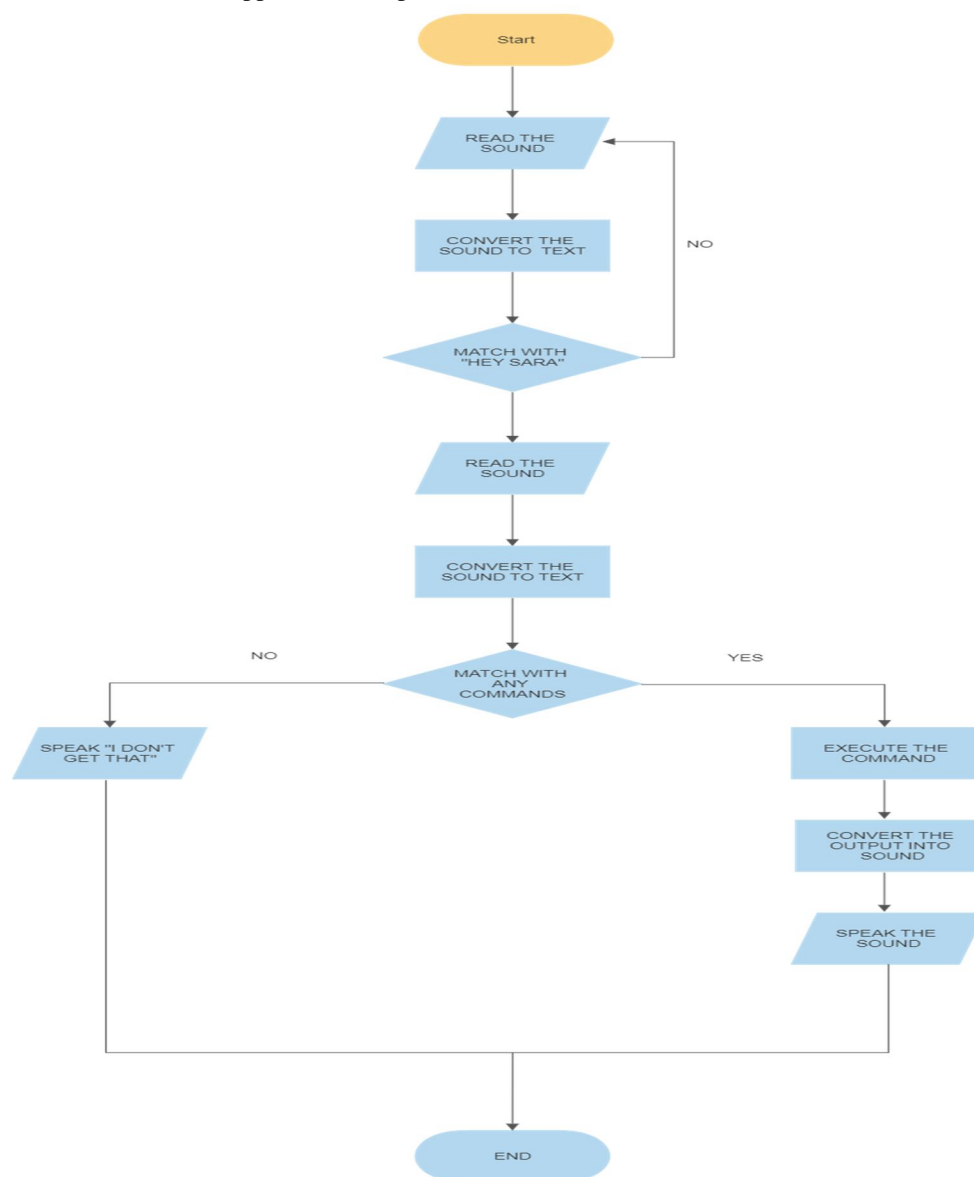 Start
READ THE
SOUND
CONVERT THE
SOUND TO TEXT
NO
MATCH WITH
"HEY SARA"
READ THE
SOUND
CONVERT THE
SOUND TO TEXT
NO
YES
MATCH WITH
ANY
COMMANDS
SPEAK "I DON'T
GET THAT"
EXECUTE THE
COMMAND
CONVERT THE
OUTPUT INTO
SOUND
SPEAK THE
SOUND
END